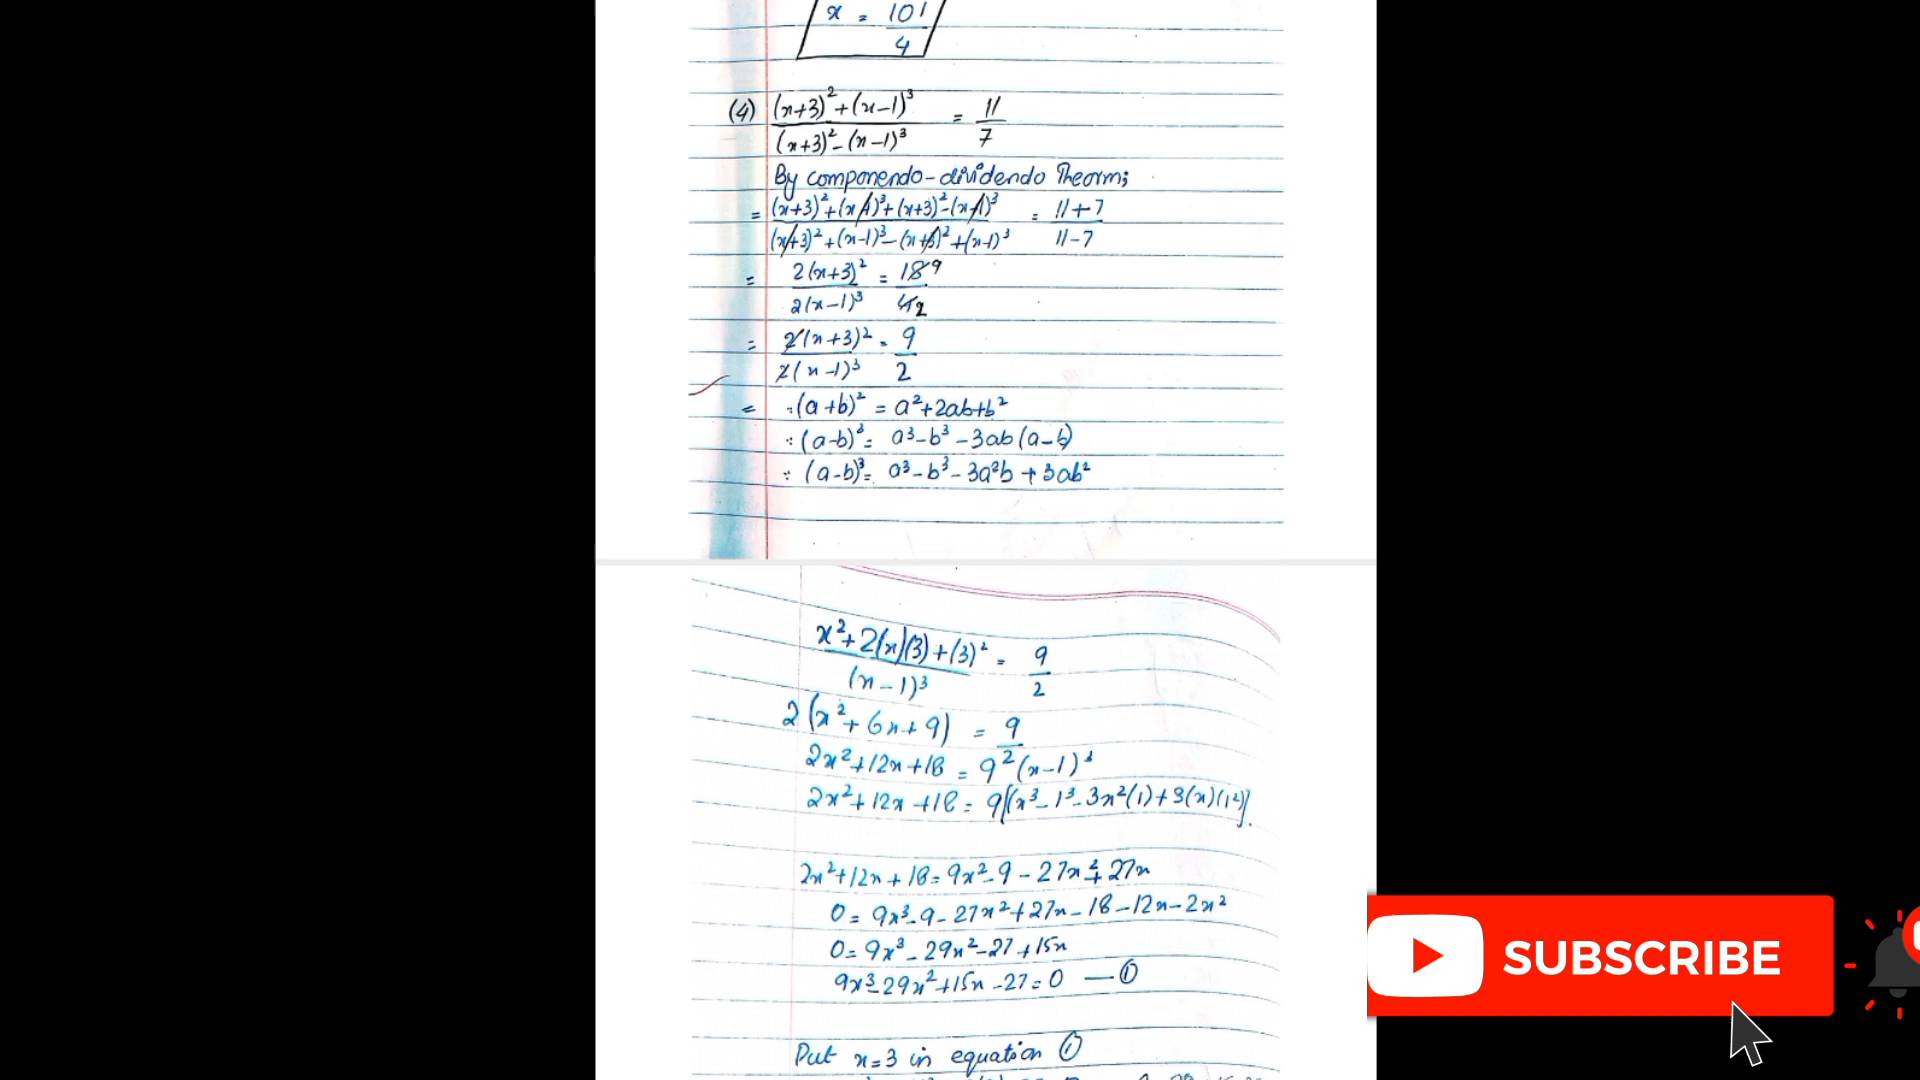 x = 101/4
(4) (x+3)²+(x-1)³ / (x+3)²-(x-1)³ = 11/7
By componendo-dividendo Theorm;
= (x+3)²+(x-1)³+(x+3)²-(x-1)³ / (x+3)²+(x-1)³-(x+3)²+(x-1)³ = 11+7 / 11-7
= 2(x+3)² / 2(x-1)³ = 18 9 / 4 2
= 2(x+3)² / 2(x-1)³ = 9/2
= ∵(a+b)² = a²+2ab+b²
∵(a-b)³ = a³-b³-3ab(a-b)
∵(a-b)³ = a³-b³-3a²b+3ab²
x²+2(x)(3)+(3)² / (x-1)³ = 9/2
2(x²+6x+9) = 9
2x²+12x+18 = 9 2(x-1)³
2x²+12x+18 = 9[(x³-1³-3x²(1)+3(x)(1²)]
2x²+12x+18 = 9x²-9-27x²+27x
0 = 9x³-9-27x²+27x-18-12x-2x²
0 = 9x³-29x²-27+15x
9x³-29x²+15x-27=0 — ①
Put x=3 in equation ①
SUBSCRIBE